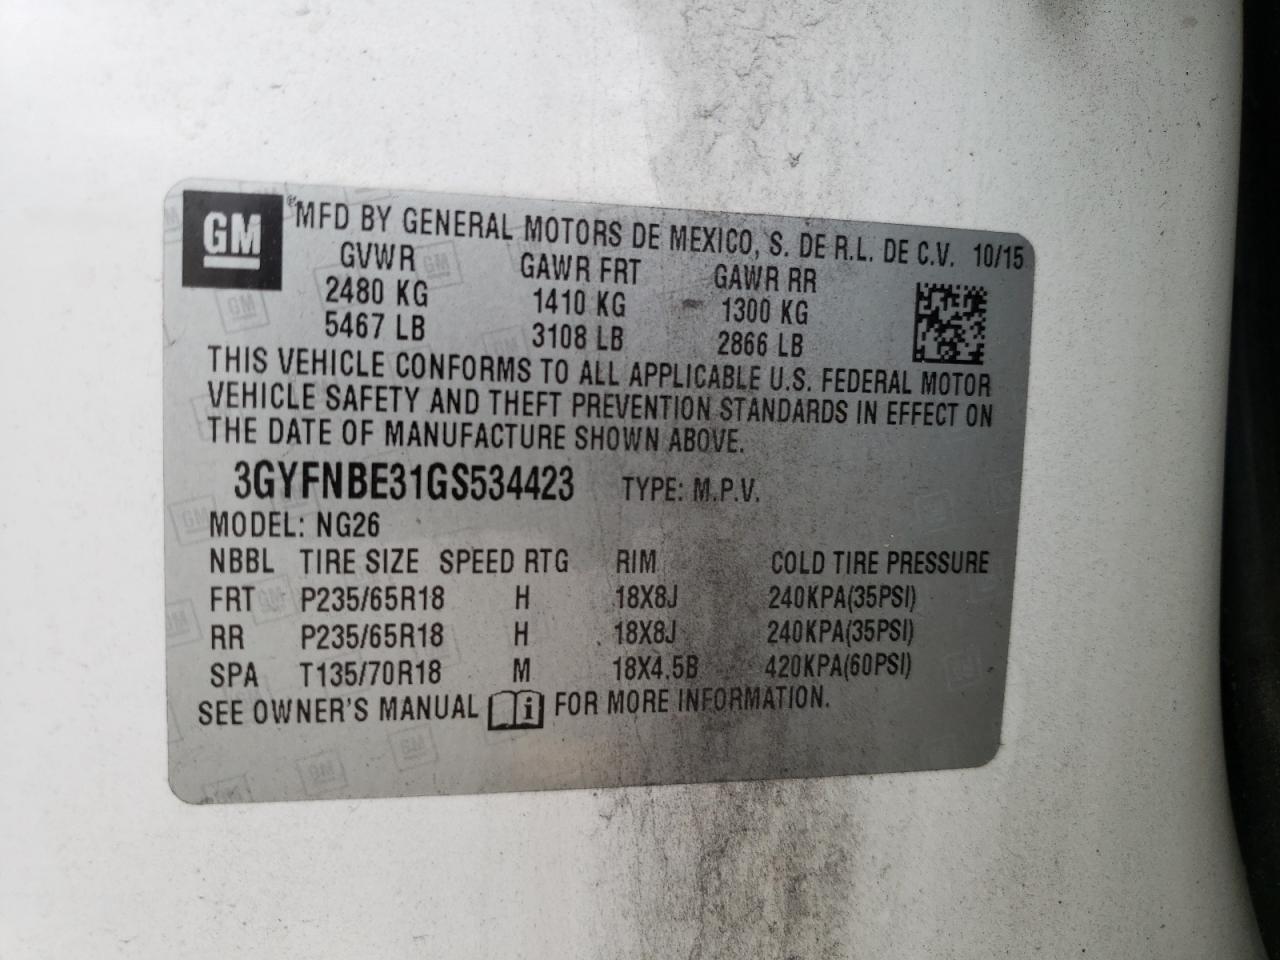 GM ® MFD BY GENERAL MOTORS DE MEXICO, S. DE R.L. DE C.V. 10/15
GVWR GAWR FRT GAWR RR
2480 KG 1410 KG 1300 KG
5467 LB 3108 LB 2866 LB
THIS VEHICLE CONFORMS TO ALL APPLICABLE U.S. FEDERAL MOTOR
VEHICLE SAFETY AND THEFT PREVENTION STANDARDS IN EFFECT ON
THE DATE OF MANUFACTURE SHOWN ABOVE.
3GYFNBE31GS534423 TYPE: M.P.V.
MODEL: NG26
NBBL TIRE SIZE SPEED RTG RIM COLD TIRE PRESSURE
FRT P235/65R18 H 18X8J 240KPA(35PSI)
RR P235/65R18 H 18X8J 240KPA(35PSI)
SPA T135/70R18 M 18X4.5B 420KPA(60PSI)
SEE OWNER'S MANUAL i FOR MORE INFORMATION.